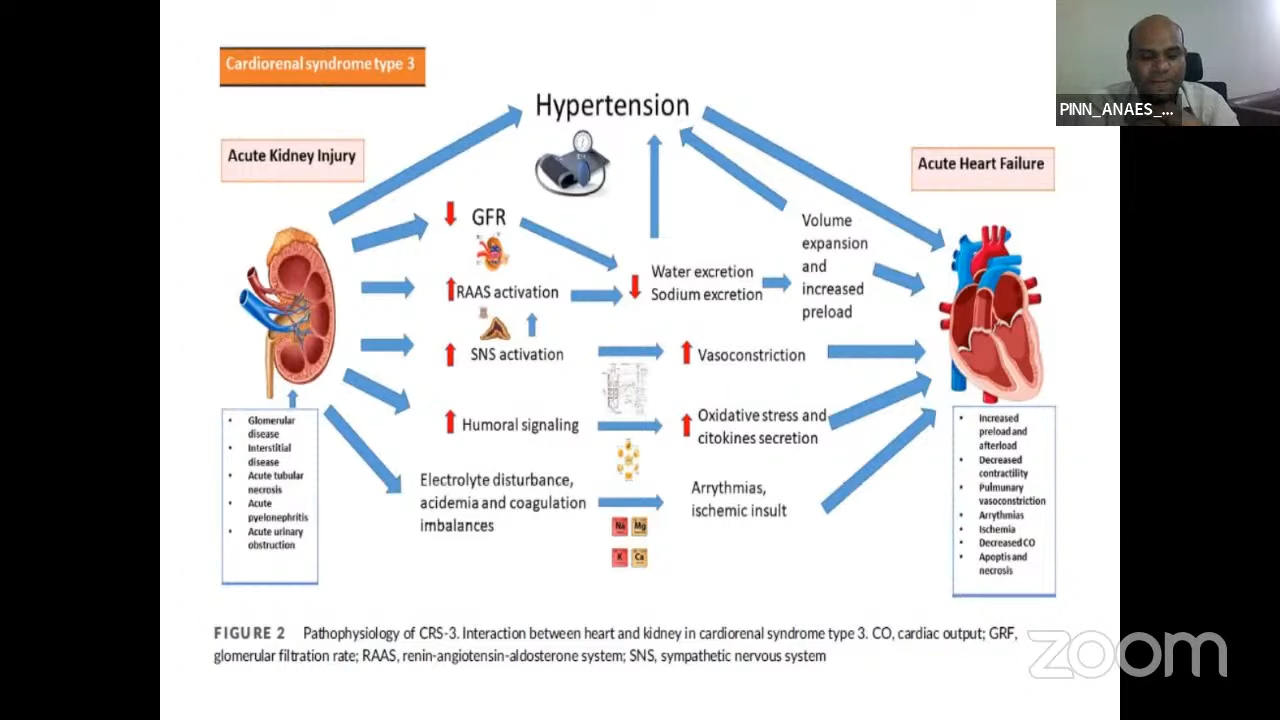 Cardiorenal syndrome type 3
PINN_ANAES_...
Hypertension
Acute Kidney Injury
Acute Heart Failure
GFR
Volume
expansion
and
increased
preload
Water excretion
Sodium excretion
RAAS activation
SNS activation
Vasoconstriction
Humoral signaling
Oxidative stress and
citokines secretion
Electrolyte disturbance,
acidemia and coagulation
imbalances
Arrytmias,
ischemic insult
Na
Mg
K
Ca
• Glomerular
disease
• Interstitial
disease
• Acute tubular
necrosis
• Acute
pyelonephritis
• Acute urinary
obstruction
• Increased
preload and
afterload
• Decreased
contractility
• Pulmonary
vasoconstriction
• Arrytmias
• Ischemia
• Decreased CO
• Apoptis and
necrosis
FIGURE 2 Pathophysiology of CRS-3. Interaction between heart and kidney in cardiorenal syndrome type 3. CO, cardiac output; GRF,
glomerular filtration rate; RAAS, renin-angiotensin-aldosterone system; SNS, sympathetic nervous system
zoom